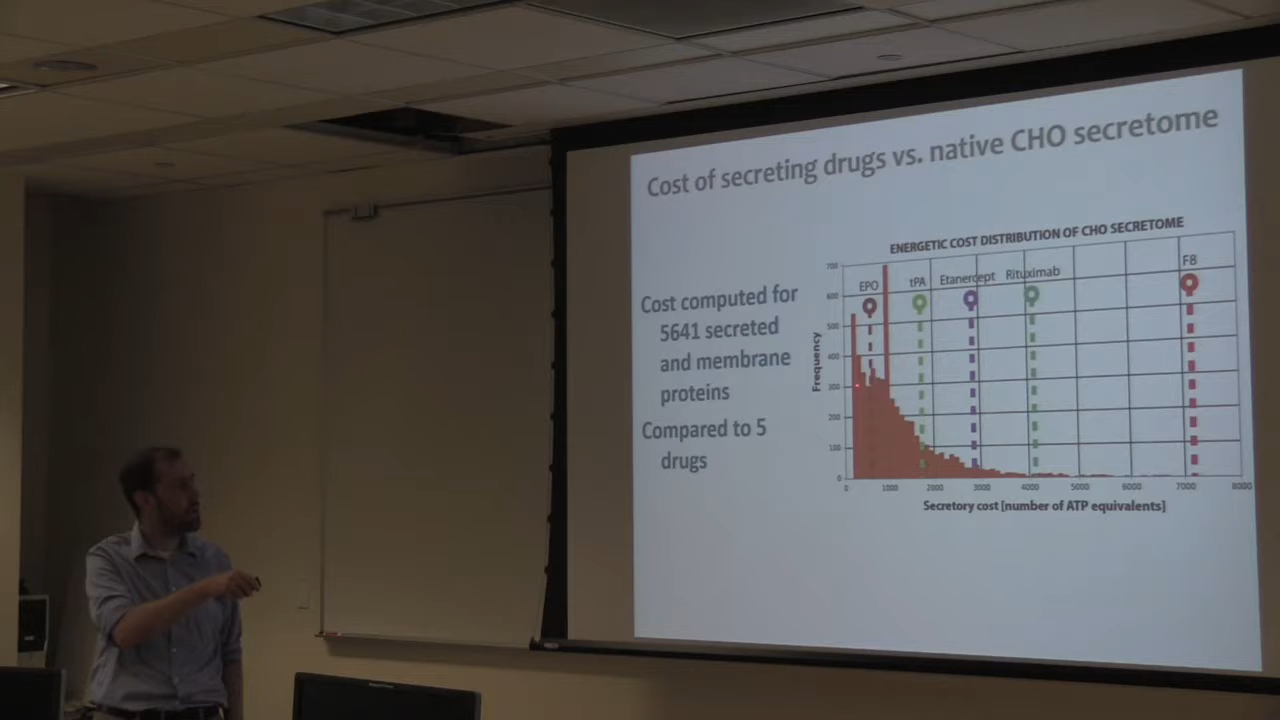 Cost of secreting drugs vs. native CHO secretome
Cost computed for
5641 secreted
and membrane
proteins
Compared to 5
drugs
ENERGETIC COST DISTRIBUTION OF CHO SECRETOME
EPO tPA Etanercept Rituximab F8
Frequency
700
600
500
400
300
200
100
0
0 1000 2000 3000 4000 5000 6000 7000 8000
Secretory cost [number of ATP equivalents]